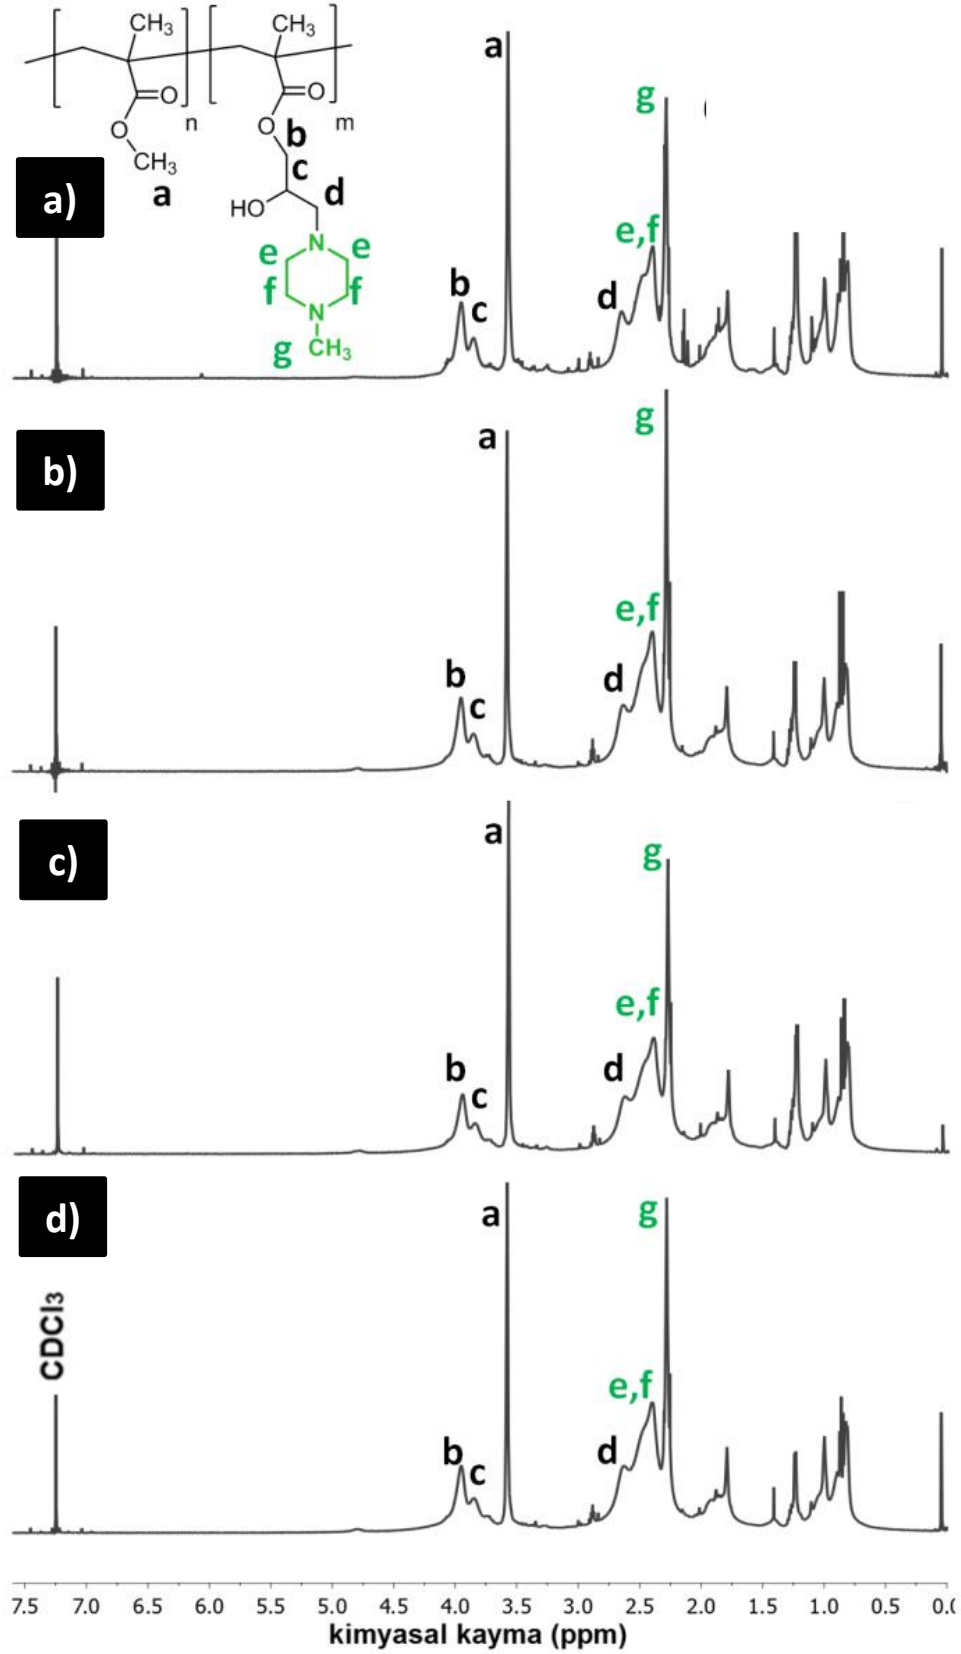 CH₃ CH₃
a
g
O O
n m
O O b
CH₃ c
a)
a
HO d
N
e e
e,f
f f
b
c
d
N
g CH₃
b)
a
g
e,f
b
c
d
c)
a
g
e,f
b
c
d
d)
a
g
CDCl3
e,f
b
c
d
7.5 7.0 6.5 6.0 5.5 5.0 4.5 4.0 3.5 3.0 2.5 2.0 1.5 1.0 0.5
kimyasal kayma (ppm)